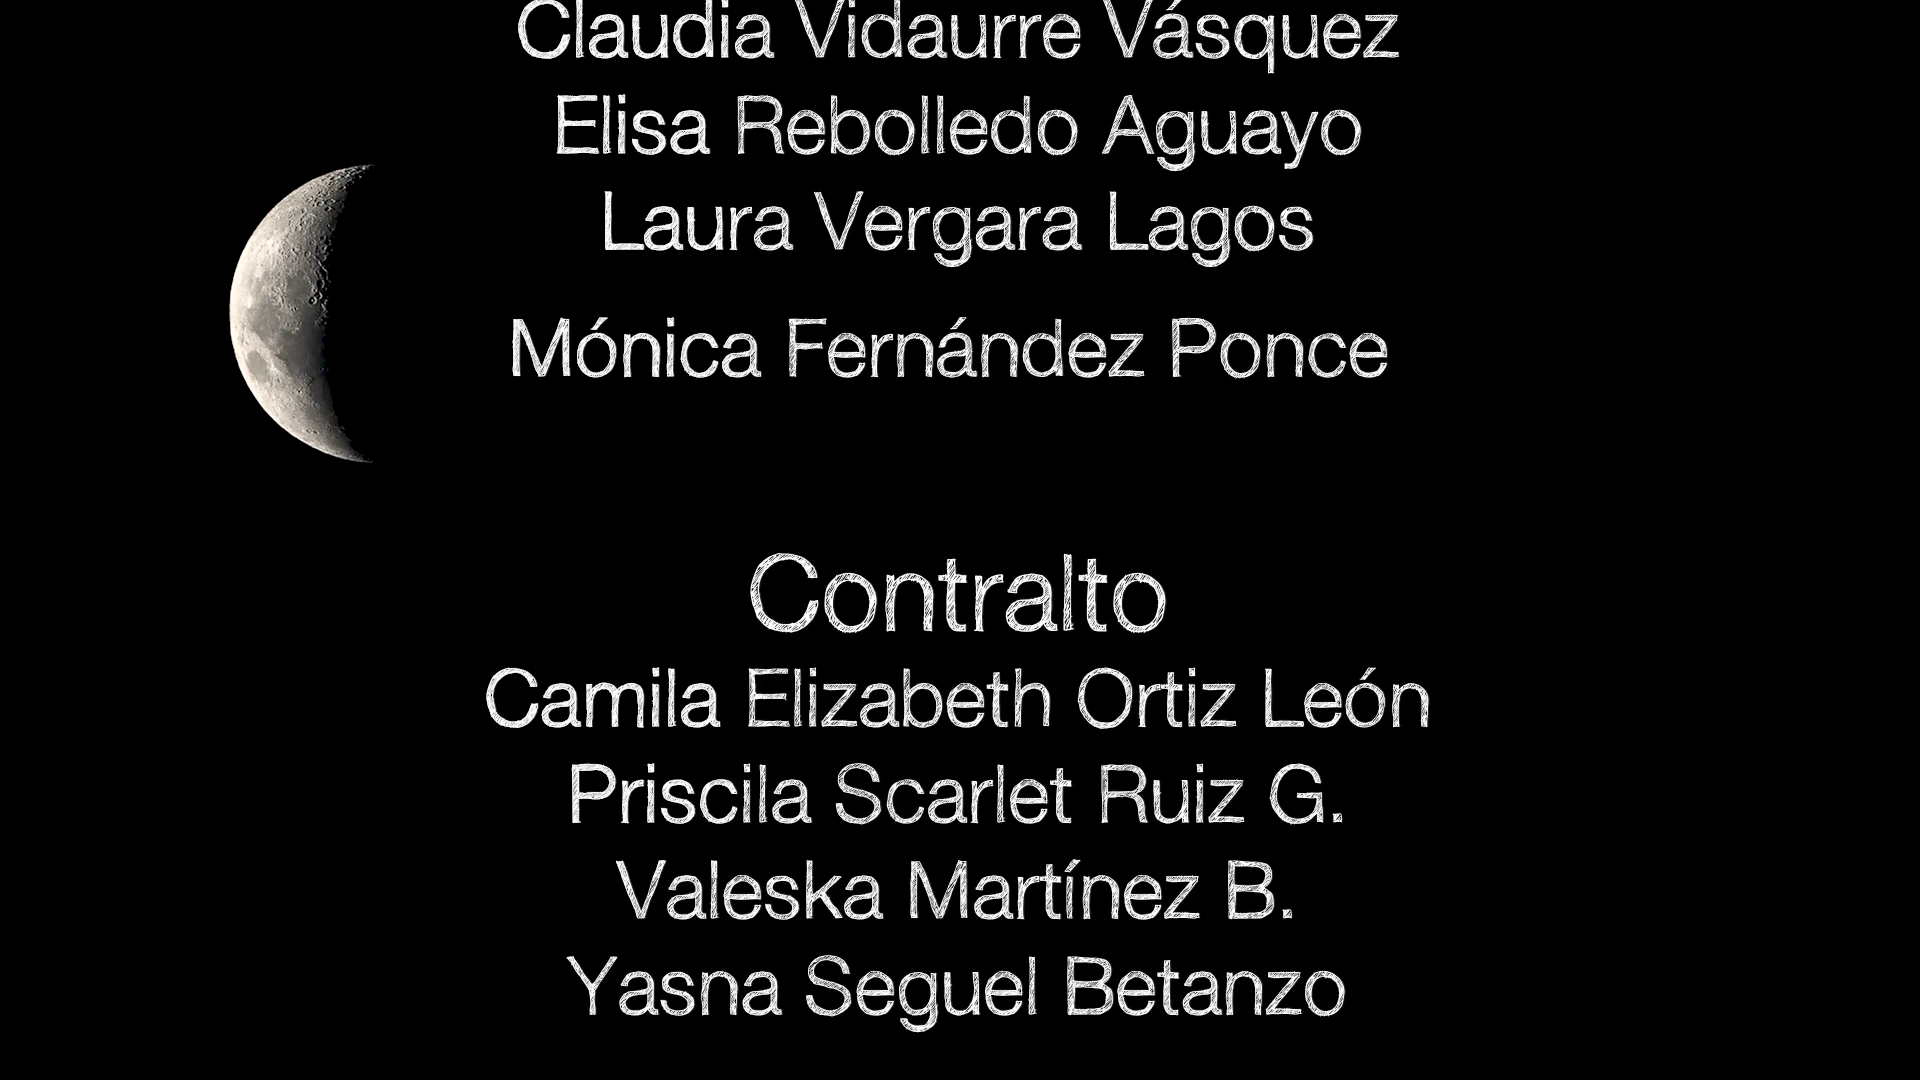 Claudia Vidaurre Vásquez
Elisa Rebolledo Aguayo
Laura Vergara Lagos
Mónica Fernández Ponce
Contralto
Camila Elizabeth Ortiz León
Priscila Scarlet Ruiz G.
Valeska Martínez B.
Yasna Seguel Betanzo